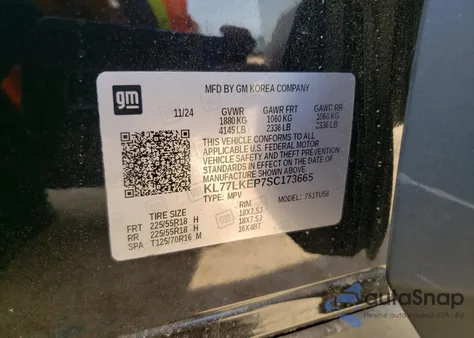 MFD BY GM KOREA COMPANY
gm
11/24 GVWR GAWR FRT GAWR RR
1880 KG 1060 KG 1060 KG
4145 LB 2336 LB 2336 LB
THIS VEHICLE CONFORMS TO ALL
APPLICABLE U.S. FEDERAL MOTOR
VEHICLE SAFETY, BUMPER, AND THEFT
PREVENTION STANDARDS IN EFFECT
ON THE DATE OF MANUFACTURE
SHOWN ABOVE.
KL77LKEP7SC173665
TYPE: MPV MODEL: 751TUS8
TIRE SIZE RIM
FRT 225/55R18 H 18X7.5J
RR 225/55R18 H 18X7.5J
SPA T125/70R16 M 16X4BT
autoSnap